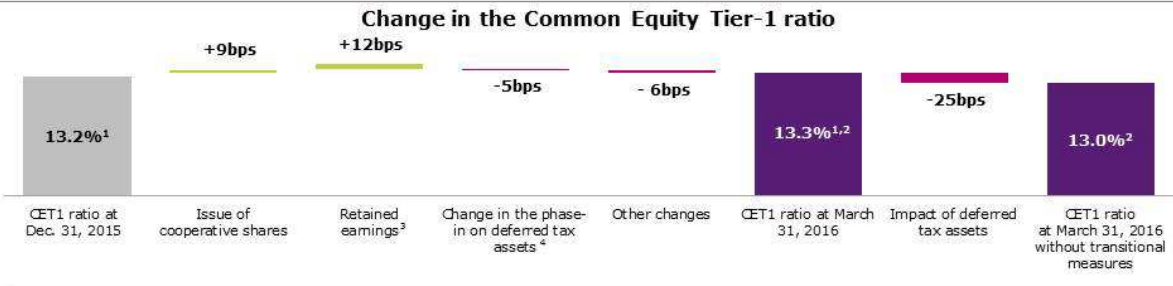 Change in the Common Equity Tier-1 ratio
+9bps
+12bps
-5bps
- 6bps
-25bps
13.2%¹
13.3%¹,²
13.0%²
CET1 ratio at
Dec. 31, 2015
Issue of
cooperative shares
Retained
earnings³
Change in the phase-
in on deferred tax
assets ⁴
Other changes
CET1 ratio at March
31, 2016
Impact of deferred
tax assets
CET1 ratio
at March 31, 2016
without transitional
measures